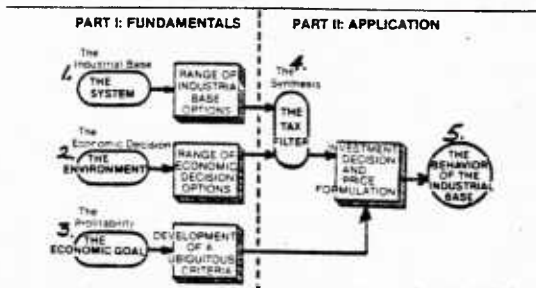 PART I: FUNDAMENTALS
PART II: APPLICATION
The
Industrial Base
1.
THE
SYSTEM
RANGE OF
INDUSTRIAL
BASE
OPTIONS
4.
The
Synthesis
THE
TAX
FILTER
The
Economic Decision
2.
THE
ENVIRONMENT
RANGE OF
ECONOMIC
DECISION
OPTIONS
INVESTMENT
DECISION
AND
PRICE
FORMULATION
5.
THE
BEHAVIOR
OF THE
INDUSTRIAL
BASE
The
Profitability
3.
THE
ECONOMIC GOAL
DEVELOPMENT
OF A
UBIQUITOUS
CRITERIA